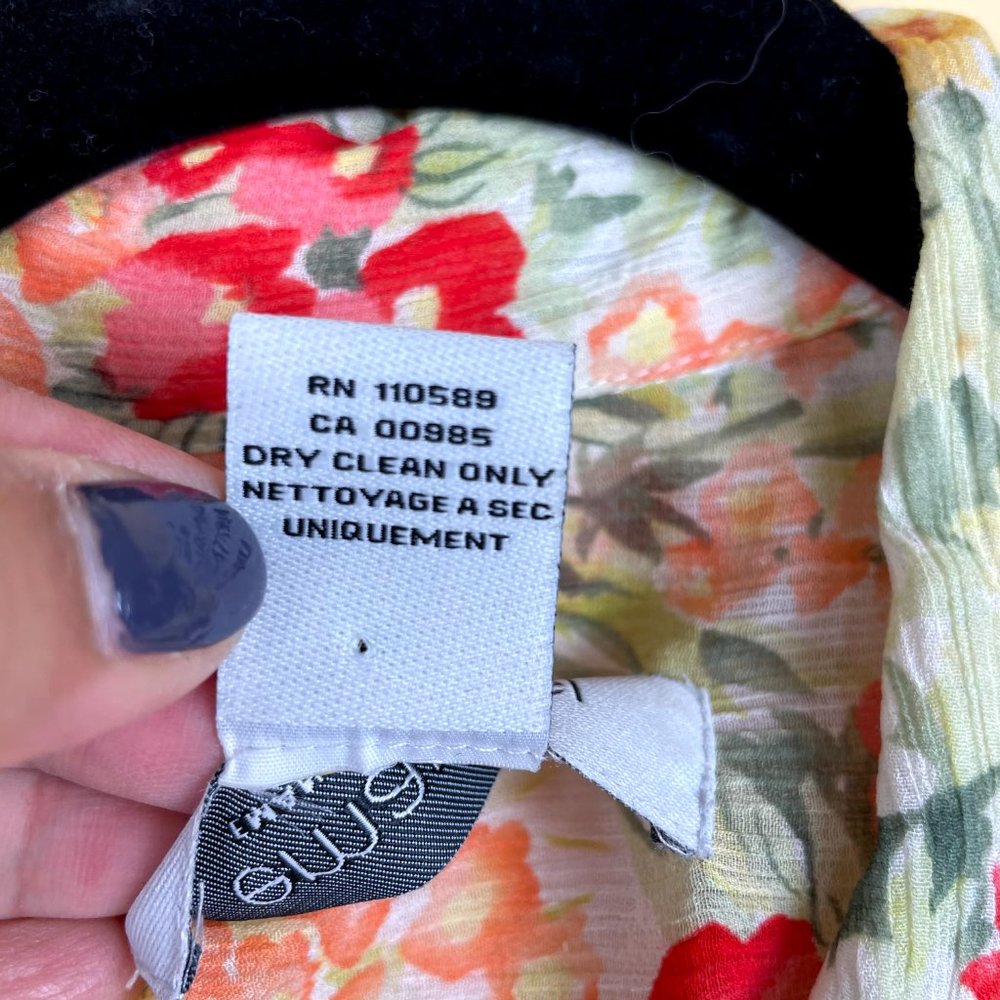 RN 110589
CA 00985
DRY CLEAN ONLY
NETTOYAGE A SEC
UNIQUEMENT